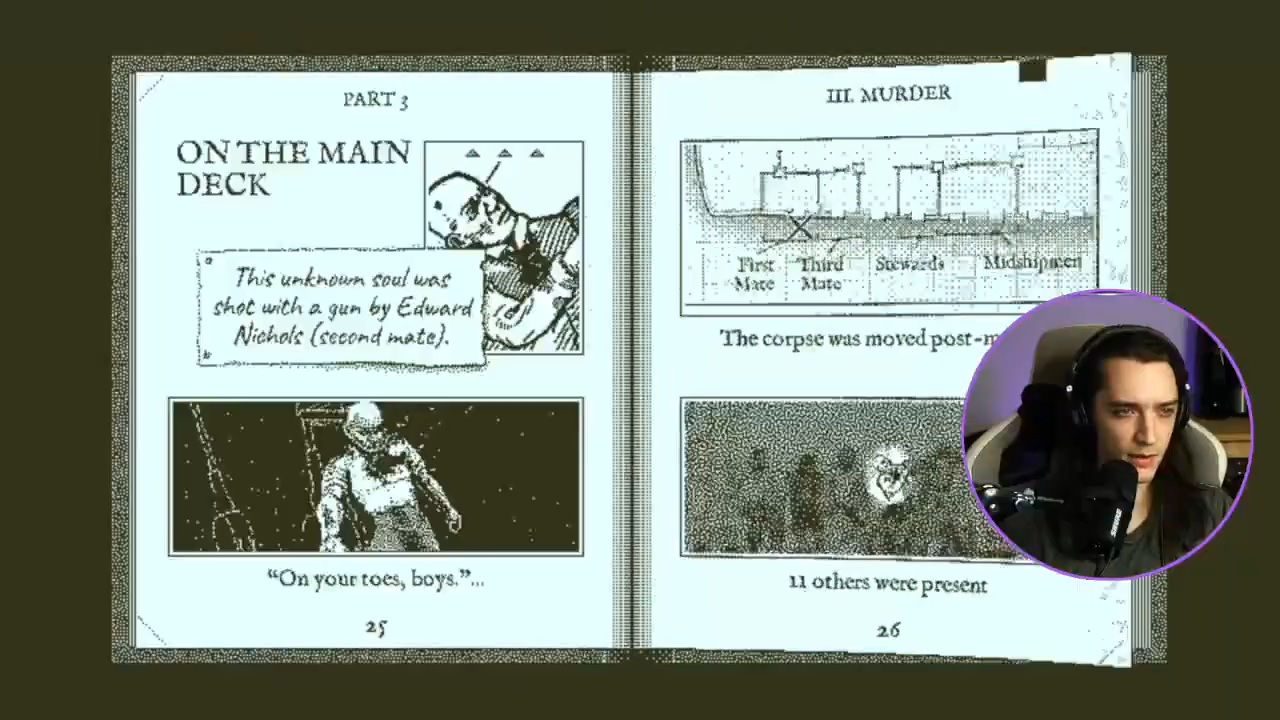 PART 3
ON THE MAIN
DECK
This unknown soul was
shot with a gun by Edward
Nichols (second mate).
"On your toes, boys."...
25
III. MURDER
First Third Stewards Midshipmen
Mate Mate
The corpse was moved
11 others were present
26